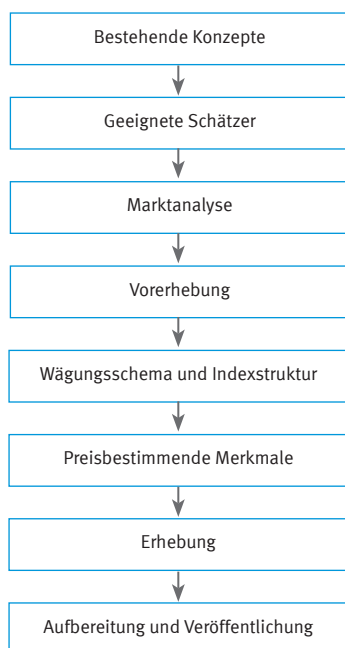 Bestehende Konzepte
Geeignete Schätzer
Marktanalyse
Vorerhebung
Wägungsschema und Indexstruktur
Preisbestimmende Merkmale
Erhebung
Aufbereitung und Veröffentlichung